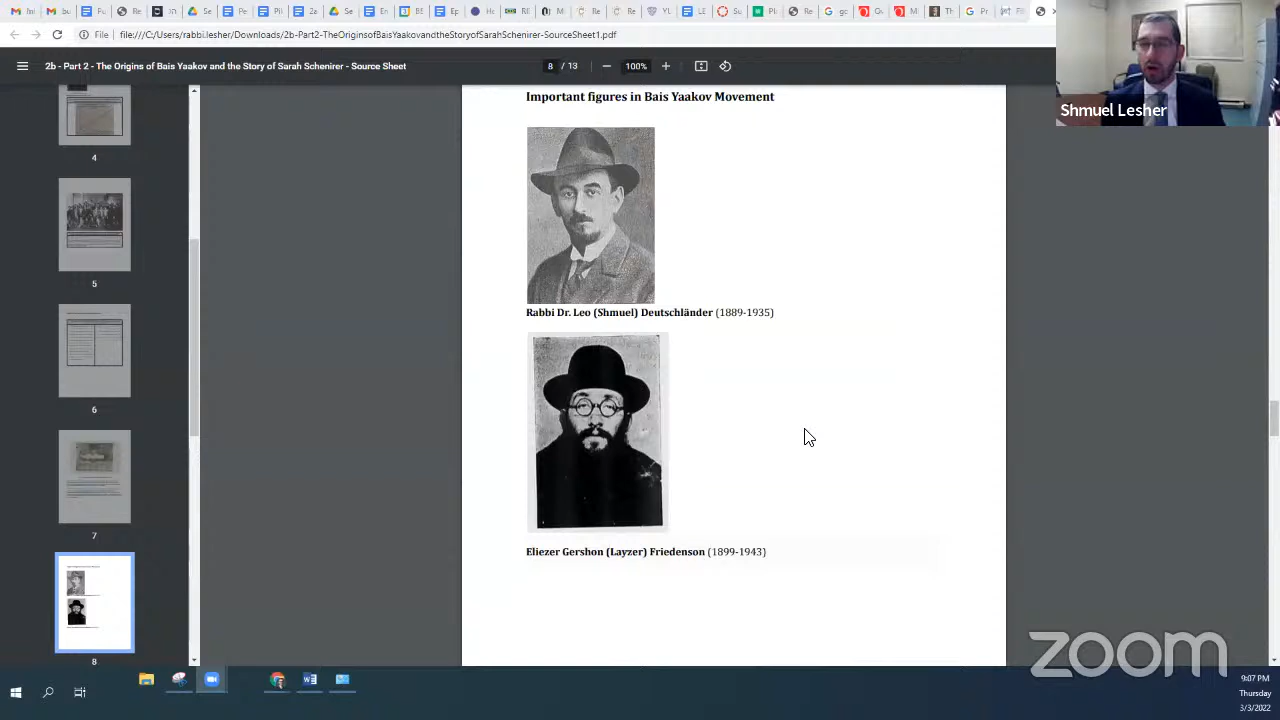 File
file:///C:/Users/rabbi.lesher/Downloads/2b-Part2-TheOriginsofBaisYaakovandtheStoryofSarahSchenirer-SourceSheet1.pdf
2b - Part 2 - The Origins of Bais Yaakov and the Story of Sarah Schenirer - Source Sheet
8 / 13
100%
Shmuel Lesher
Important figures in Bais Yaakov Movement
4
5
Rabbi Dr. Leo (Shmuel) Deutschländer (1889-1935)
6
7
Eliezer Gershon (Layzer) Friedenson (1899-1943)
8
zoom
9:07 PM
Thursday
3/3/2022